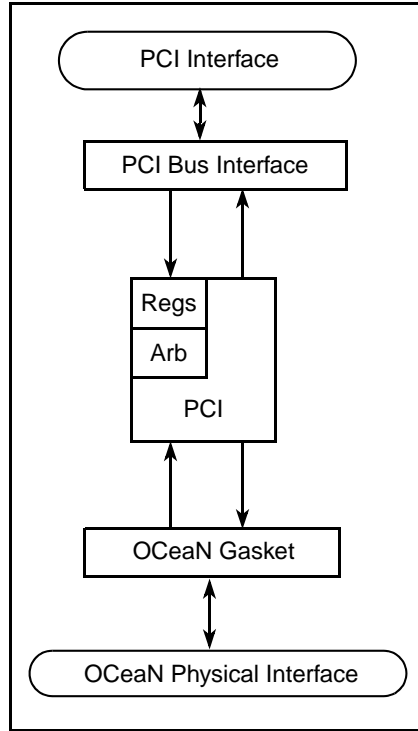 PCI Interface
PCI Bus Interface
Regs
Arb
PCI
OCeaN Gasket
OCeaN Physical Interface